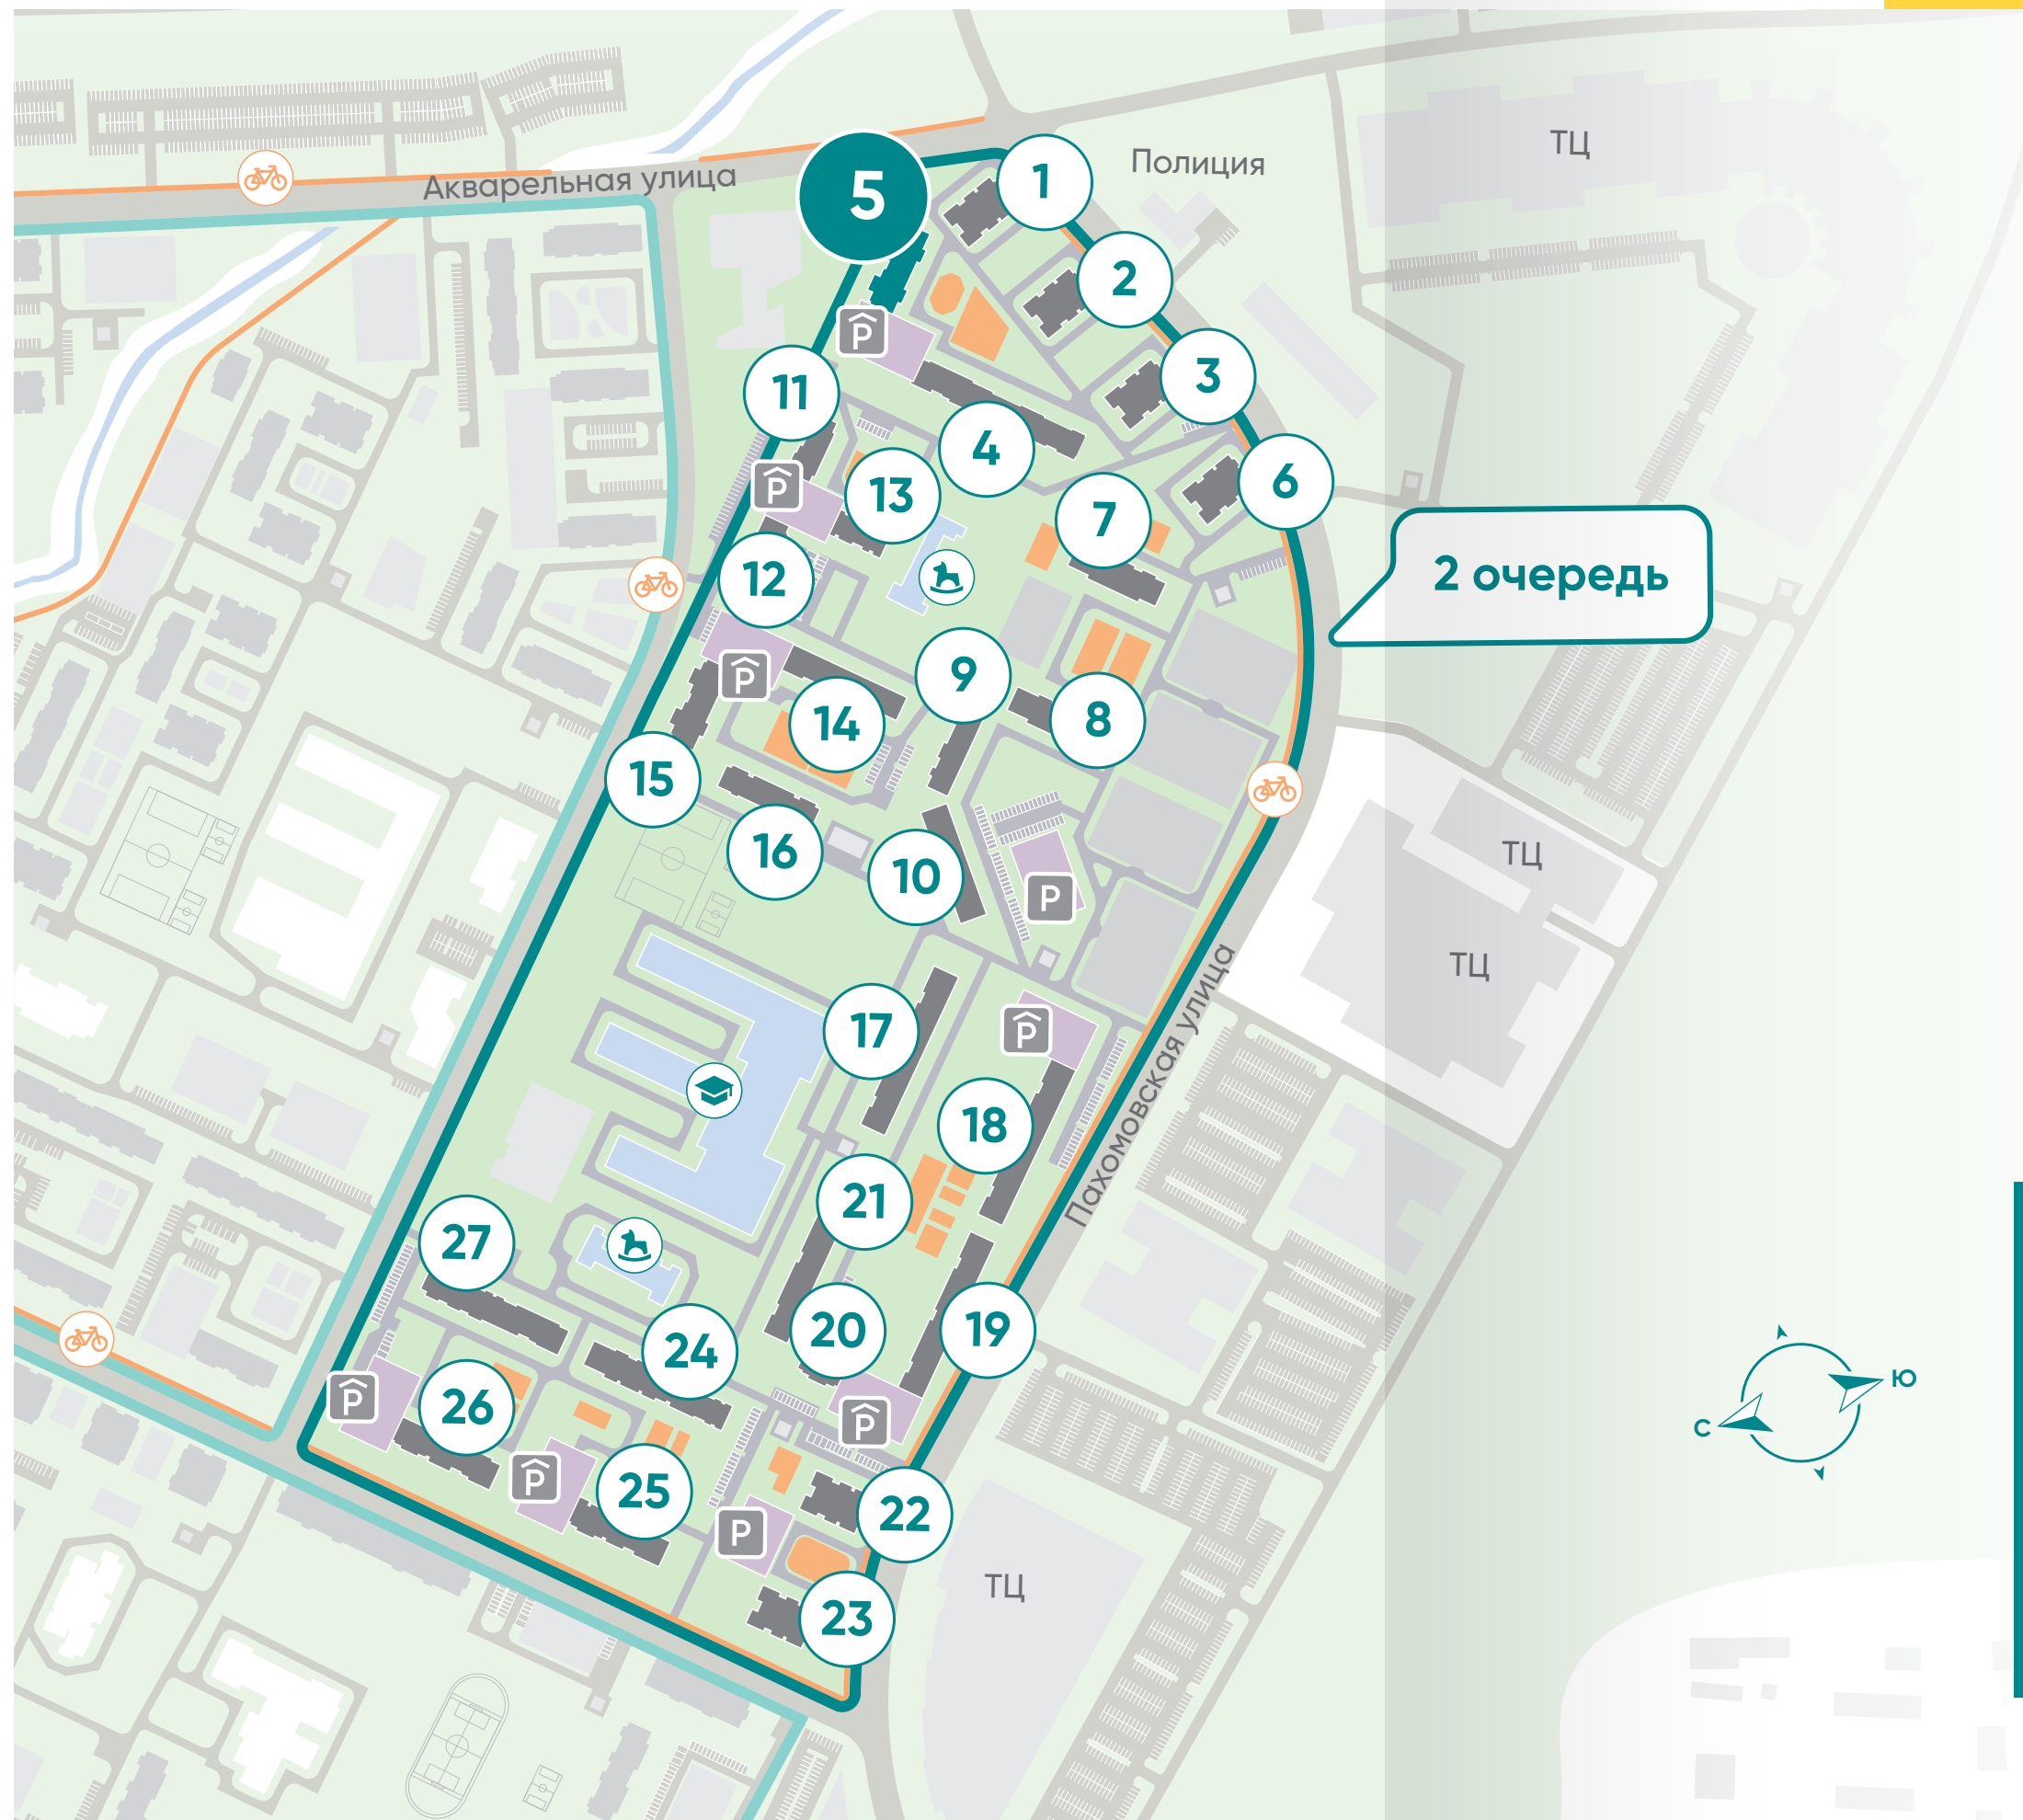 ТЦ
Полиция
Акварельная улица
5
1
2
3
P
11
4
6
13
P
7
12
2 очередь
9
P
14
8
15
16
10
ТЦ
P
ТЦ
17
P
18
Пахомовская улица
21
27
20
19
24
Ю
С
26
P
P
25
P
22
P
ТЦ
23